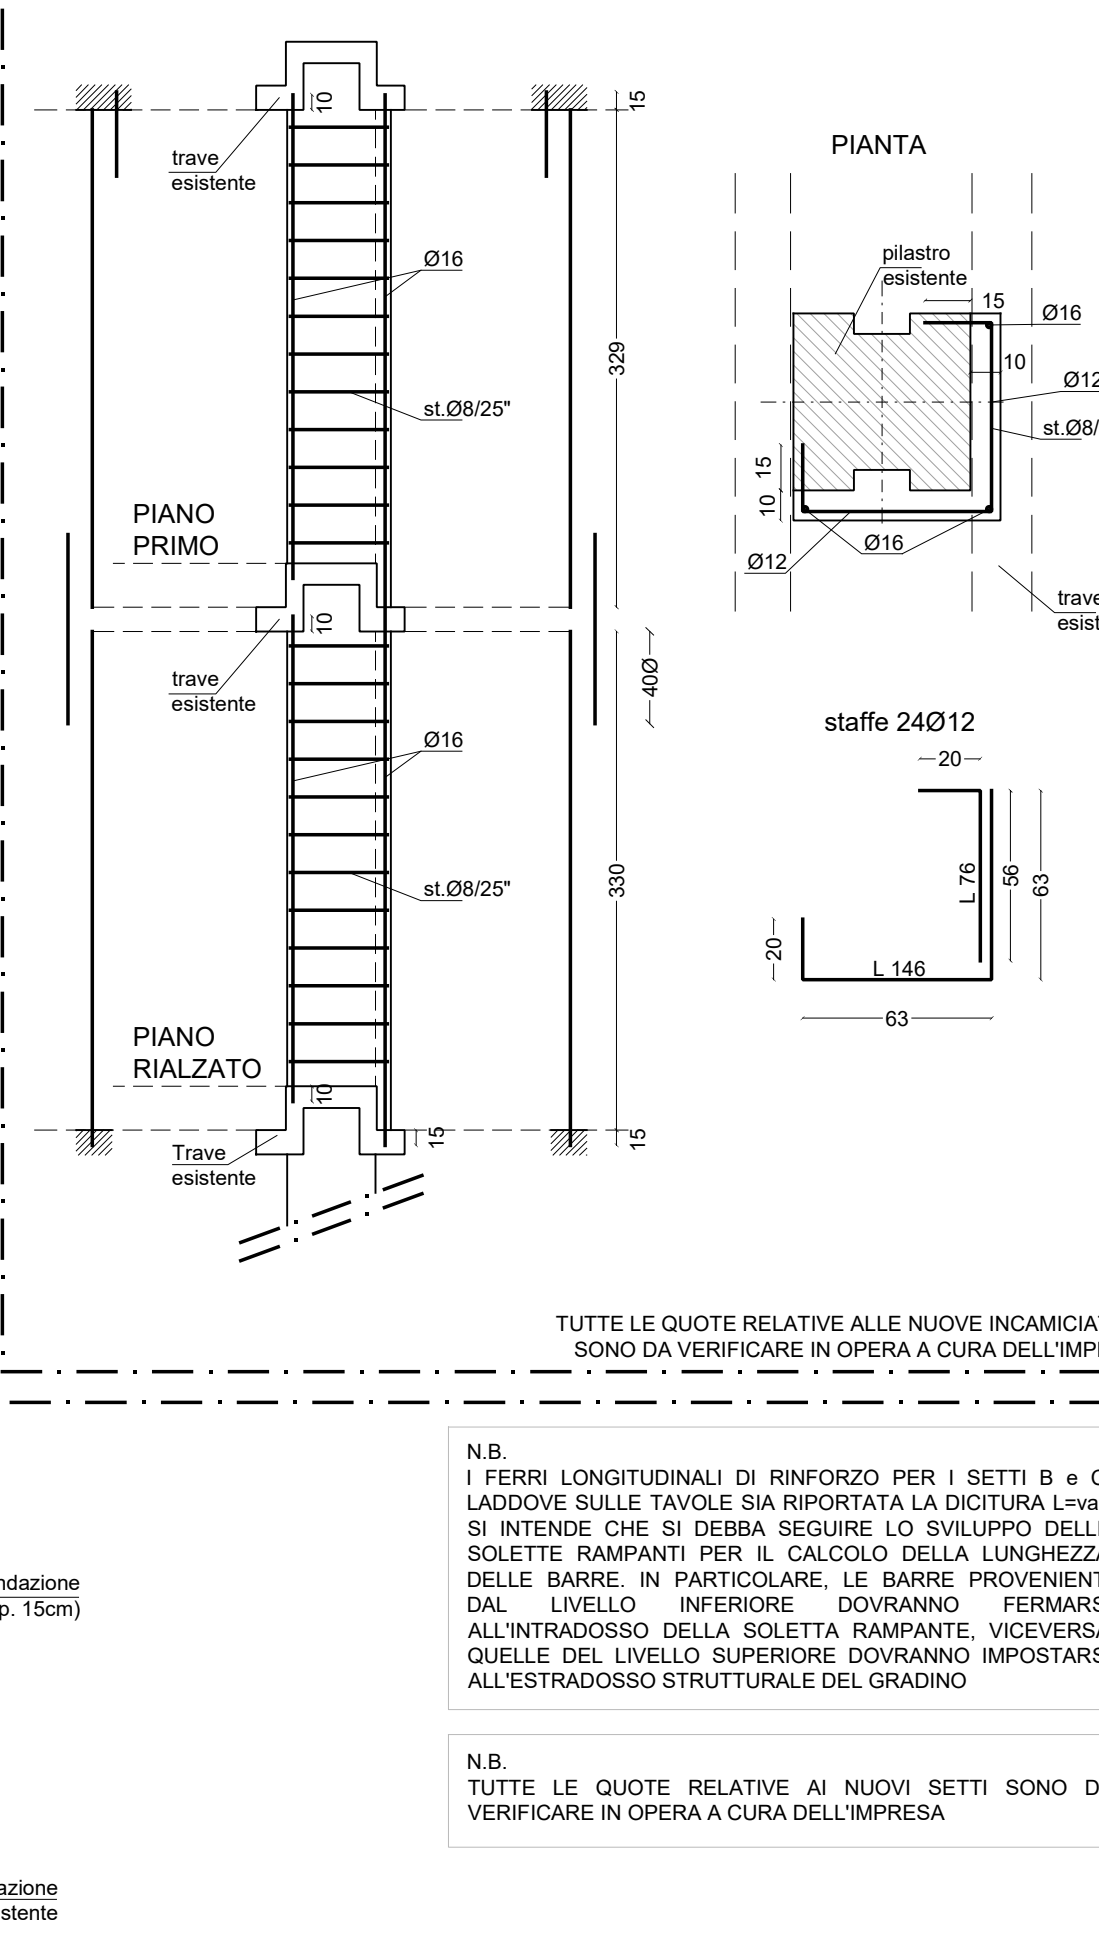 10
15
trave
esistente
Ø16
329
st.Ø8/25"
PIANO
PRIMO
10
trave
esistente
40Ø
Ø16
330
st.Ø8/25"
PIANO
RIALZATO
10
15
15
Trave
esistente
PIANTA
pilastro
esistente
15
Ø16
10
Ø12
st.Ø8/
15
10
Ø16
Ø12
trave
esist
staffe 24Ø12
20
L 76
56
63
20
L 146
63
TUTTE LE QUOTE RELATIVE ALLE NUOVE INCAMICIA
SONO DA VERIFICARE IN OPERA A CURA DELL'IMP
N.B.
I FERRI LONGITUDINALI DI RINFORZO PER I SETTI B e C
LADDOVE SULLE TAVOLE SIA RIPORTATA LA DICITURA L=va
SI INTENDE CHE SI DEBBA SEGUIRE LO SVILUPPO DELL
SOLETTE RAMPANTI PER IL CALCOLO DELLA LUNGHEZZA
DELLE BARRE. IN PARTICOLARE, LE BARRE PROVENIENT
DAL LIVELLO INFERIORE DOVRANNO FERMARS
ALL'INTRADOSSO DELLA SOLETTA RAMPANTE, VICEVERSA
QUELLE DEL LIVELLO SUPERIORE DOVRANNO IMPOSTARS
ALL'ESTRADOSSO STRUTTURALE DEL GRADINO
ndazione
p. 15cm)
N.B.
TUTTE LE QUOTE RELATIVE AI NUOVI SETTI SONO D
VERIFICARE IN OPERA A CURA DELL'IMPRESA
azione
stente